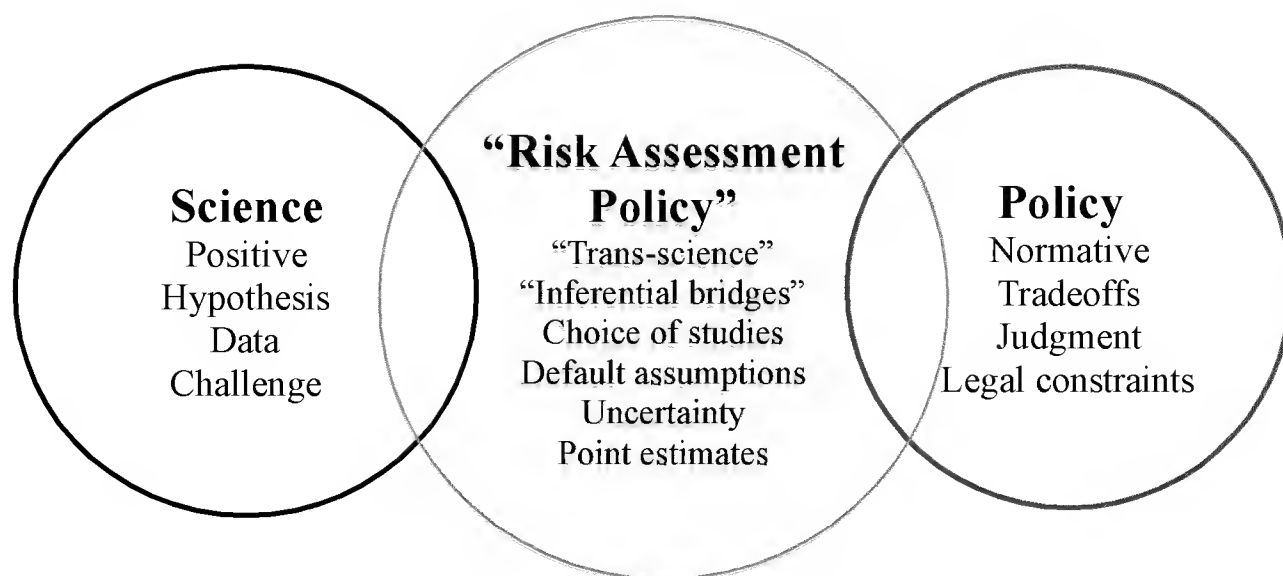 Science
Positive
Hypothesis
Data
Challenge
“Risk Assessment
Policy”
“Trans-science”
“Inferential bridges”
Choice of studies
Default assumptions
Uncertainty
Point estimates
Policy
Normative
Tradeoffs
Judgment
Legal constraints